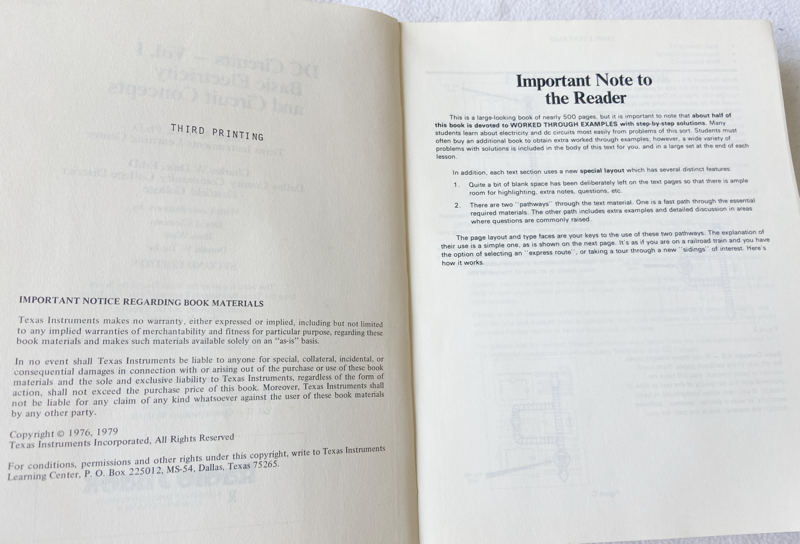 THIRD PRINTING
IMPORTANT NOTICE REGARDING BOOK MATERIALS
Texas Instruments makes no warranty, either expressed or implied, including but not limited
to any implied warranties of merchantability and fitness for particular purpose, regarding these
book materials and makes such materials available solely on an "as-is" basis.
In no event shall Texas Instruments be liable to anyone for special, collateral, incidental, or
consequential damages in connection with or arising out of the purchase or use of these book
materials and the sole and exclusive liability to Texas Instruments, regardless of the form of
action, shall not exceed the purchase price of this book. Moreover, Texas Instruments shall
not be liable for any claim of any kind whatsoever against the user of these book materials
by any other party.
Copyright © 1976, 1979
Texas Instruments Incorporated, All Rights Reserved
For conditions, permissions and other rights under this copyright, write to Texas Instruments
Learning Center, P. O. Box 225012, MS-54, Dallas, Texas 75265.
Important Note to
the Reader
This is a large-looking book of nearly 500 pages, but it is important to note that about half of
this book is devoted to WORKED THROUGH EXAMPLES with step-by-step solutions. Many
students learn about electricity and dc circuits most easily from problems of this sort. Students must
often buy an additional book to obtain extra worked through examples; however, a wide variety of
problems with solutions is included in the body of this text for you, and in a large set at the end of each
lesson.
In addition, each text section uses a new special layout which has several distinct features:
1. Quite a bit of blank space has been deliberately left on the text pages so that there is ample
room for highlighting, extra notes, questions, etc.
2. There are two "pathways" through the text material. One is a fast path through the essential
required materials. The other path includes extra examples and detailed discussion in areas
where questions are commonly raised.
The page layout and type faces are your keys to the use of these two pathways. The explanation of
their use is a simple one, as is shown on the next page. It's as if you are on a railroad train and you have
the option of selecting an "express route", or taking a tour through a new "sidings" of interest. Here's
how it works.